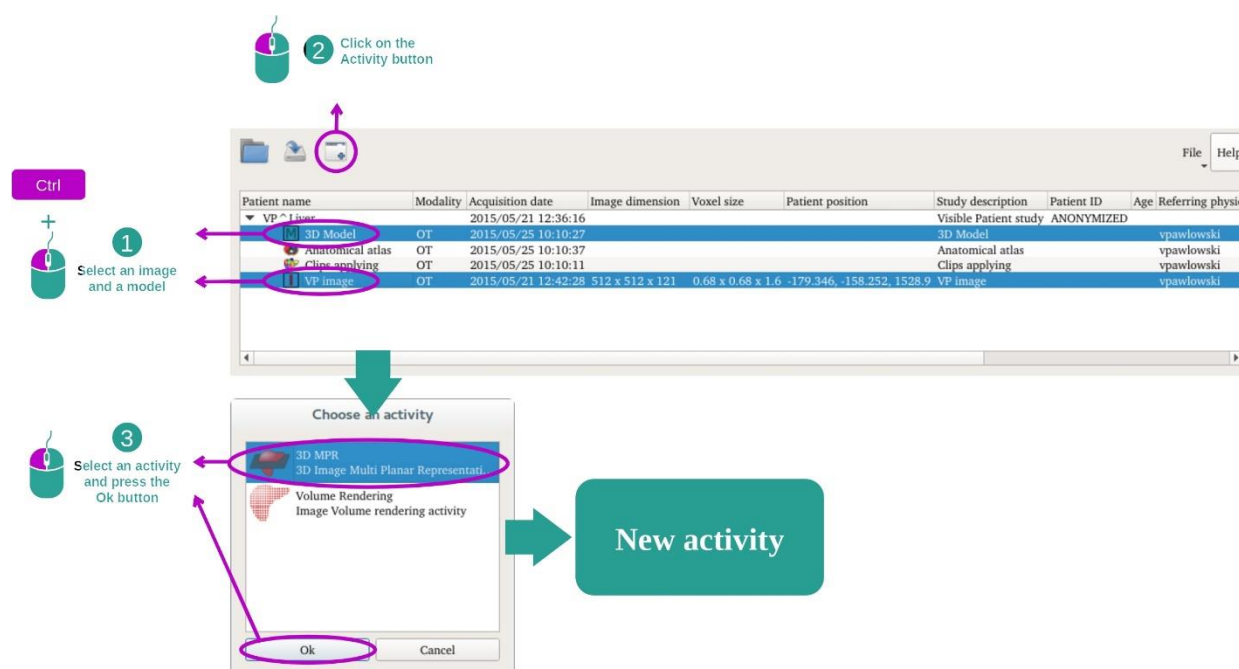 2 Click on the
Activity button
File Help
Ctrl
+
1
Select an image
and a model
Patient name Modality Acquisition date Image dimension Voxel size Patient position Study description Patient ID Age Referring physi
VP ^ Liver 2015/05/21 12:36:16 Visible Patient study ANONYMIZED
M 3D Model OT 2015/05/25 10:10:27 3D Model vpawlowski
Anatomical atlas OT 2015/05/25 10:10:37 Anatomical atlas vpawlowski
Clips applying OT 2015/05/25 10:10:11 Clips applying vpawlowski
I VP image OT 2015/05/21 12:42:28 512 x 512 x 121 0.68 x 0.68 x 1.6 -179.346, -158.252, 1528.9 VP image vpawlowski
3
Select an activity
and press the
Ok button
Choose an activity
3D MPR
3D Image Multi Planar Representati..
Volume Rendering
Image Volume rendering activity
Ok Cancel
New activity